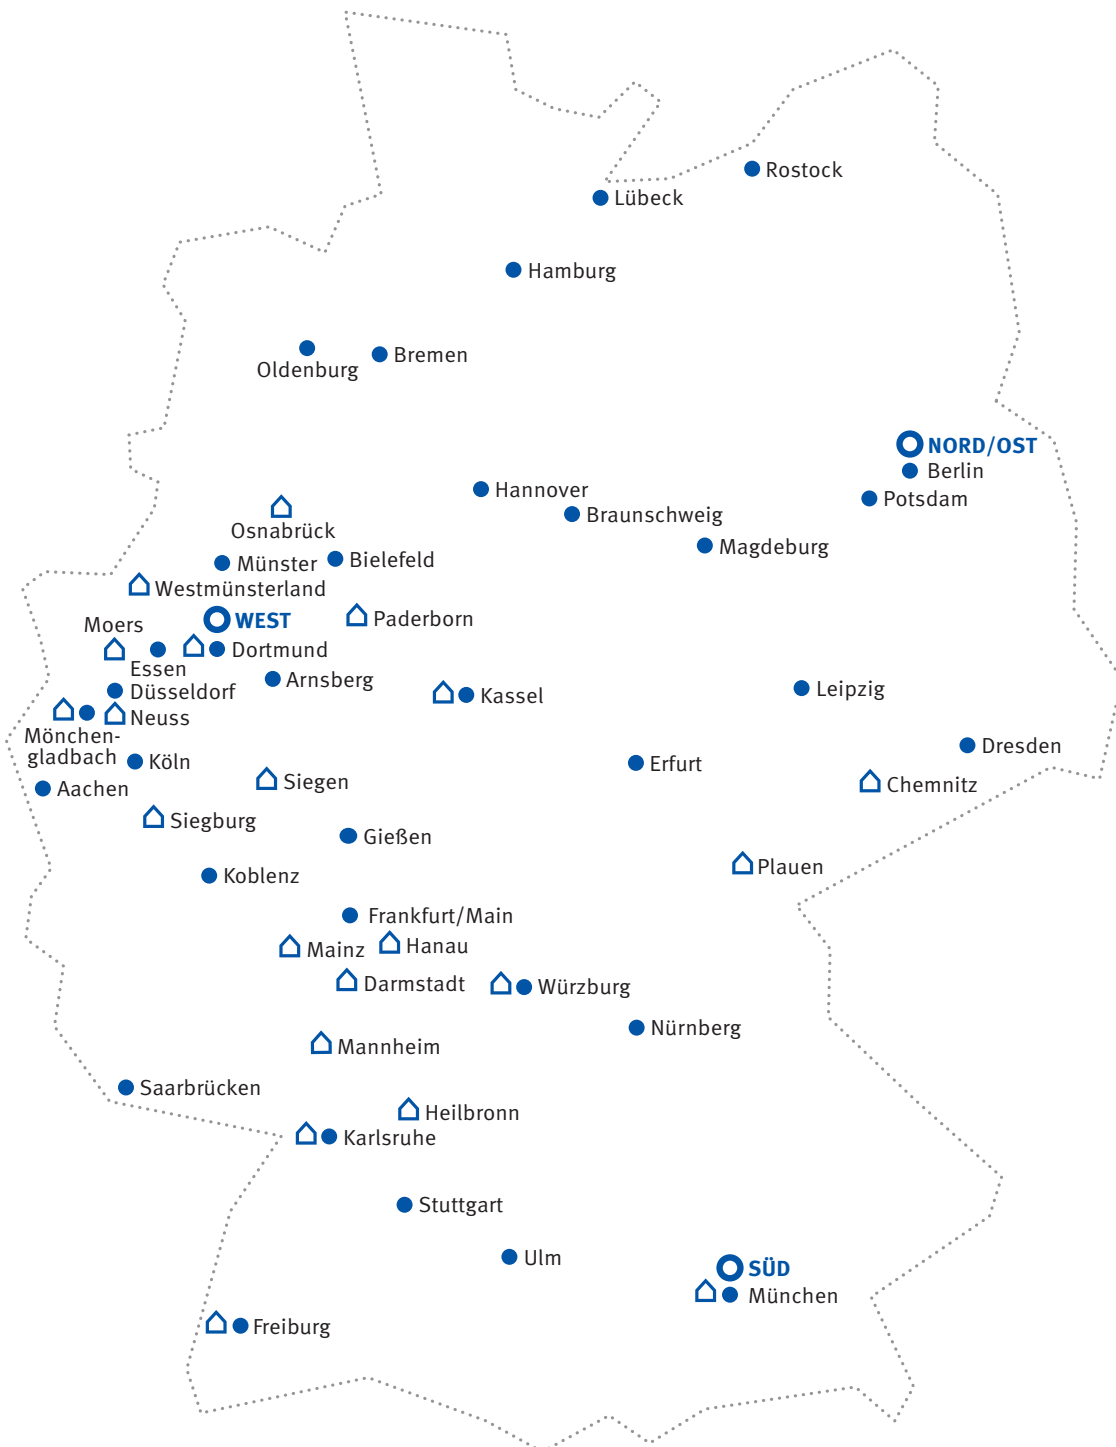 Rostock
Lübeck
Hamburg
Bremen
Oldenburg
NORD/OST
Berlin
Hannover
Potsdam
Braunschweig
Osnabrück
Magdeburg
Münster
Bielefeld
Westmünsterland
WEST
Paderborn
Moers
Dortmund
Essen
Arnsberg
Düsseldorf
Kassel
Leipzig
Neuss
Mönchen-
gladbach
Köln
Dresden
Erfurt
Aachen
Siegen
Chemnitz
Siegburg
Gießen
Plauen
Koblenz
Frankfurt/Main
Mainz
Hanau
Darmstadt
Würzburg
Nürnberg
Mannheim
Saarbrücken
Heilbronn
Karlsruhe
Stuttgart
Ulm
SÜD
München
Freiburg